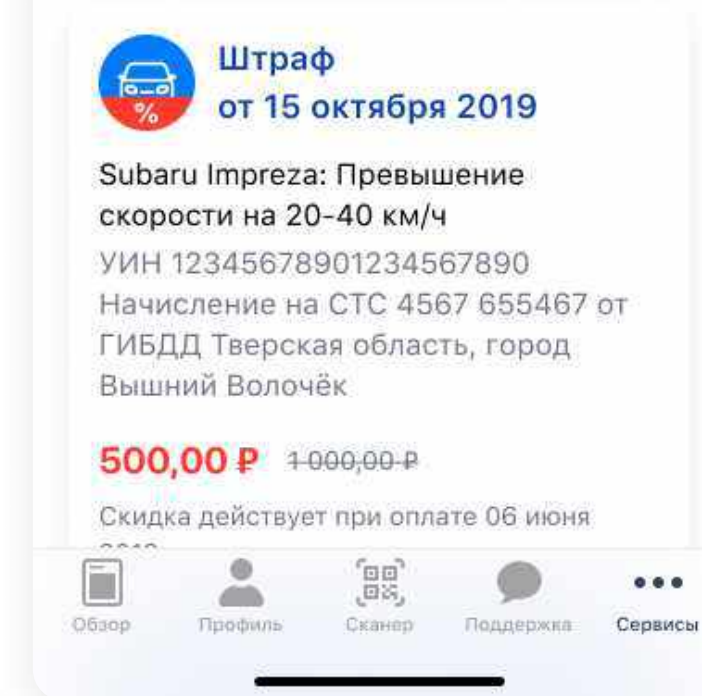 %
Штраф
от 15 октября 2019
Subaru Impreza: Превышение
скорости на 20-40 км/ч
УИН 12345678901234567890
Начисление на СТС 4567 655467 от
ГИБДД Тверская область, город
Вышний Волочёк
500,00 ₽ 1 000,00 ₽
Скидка действует при оплате 06 июня
Обзор Профиль Сканер Поддержка Сервисы